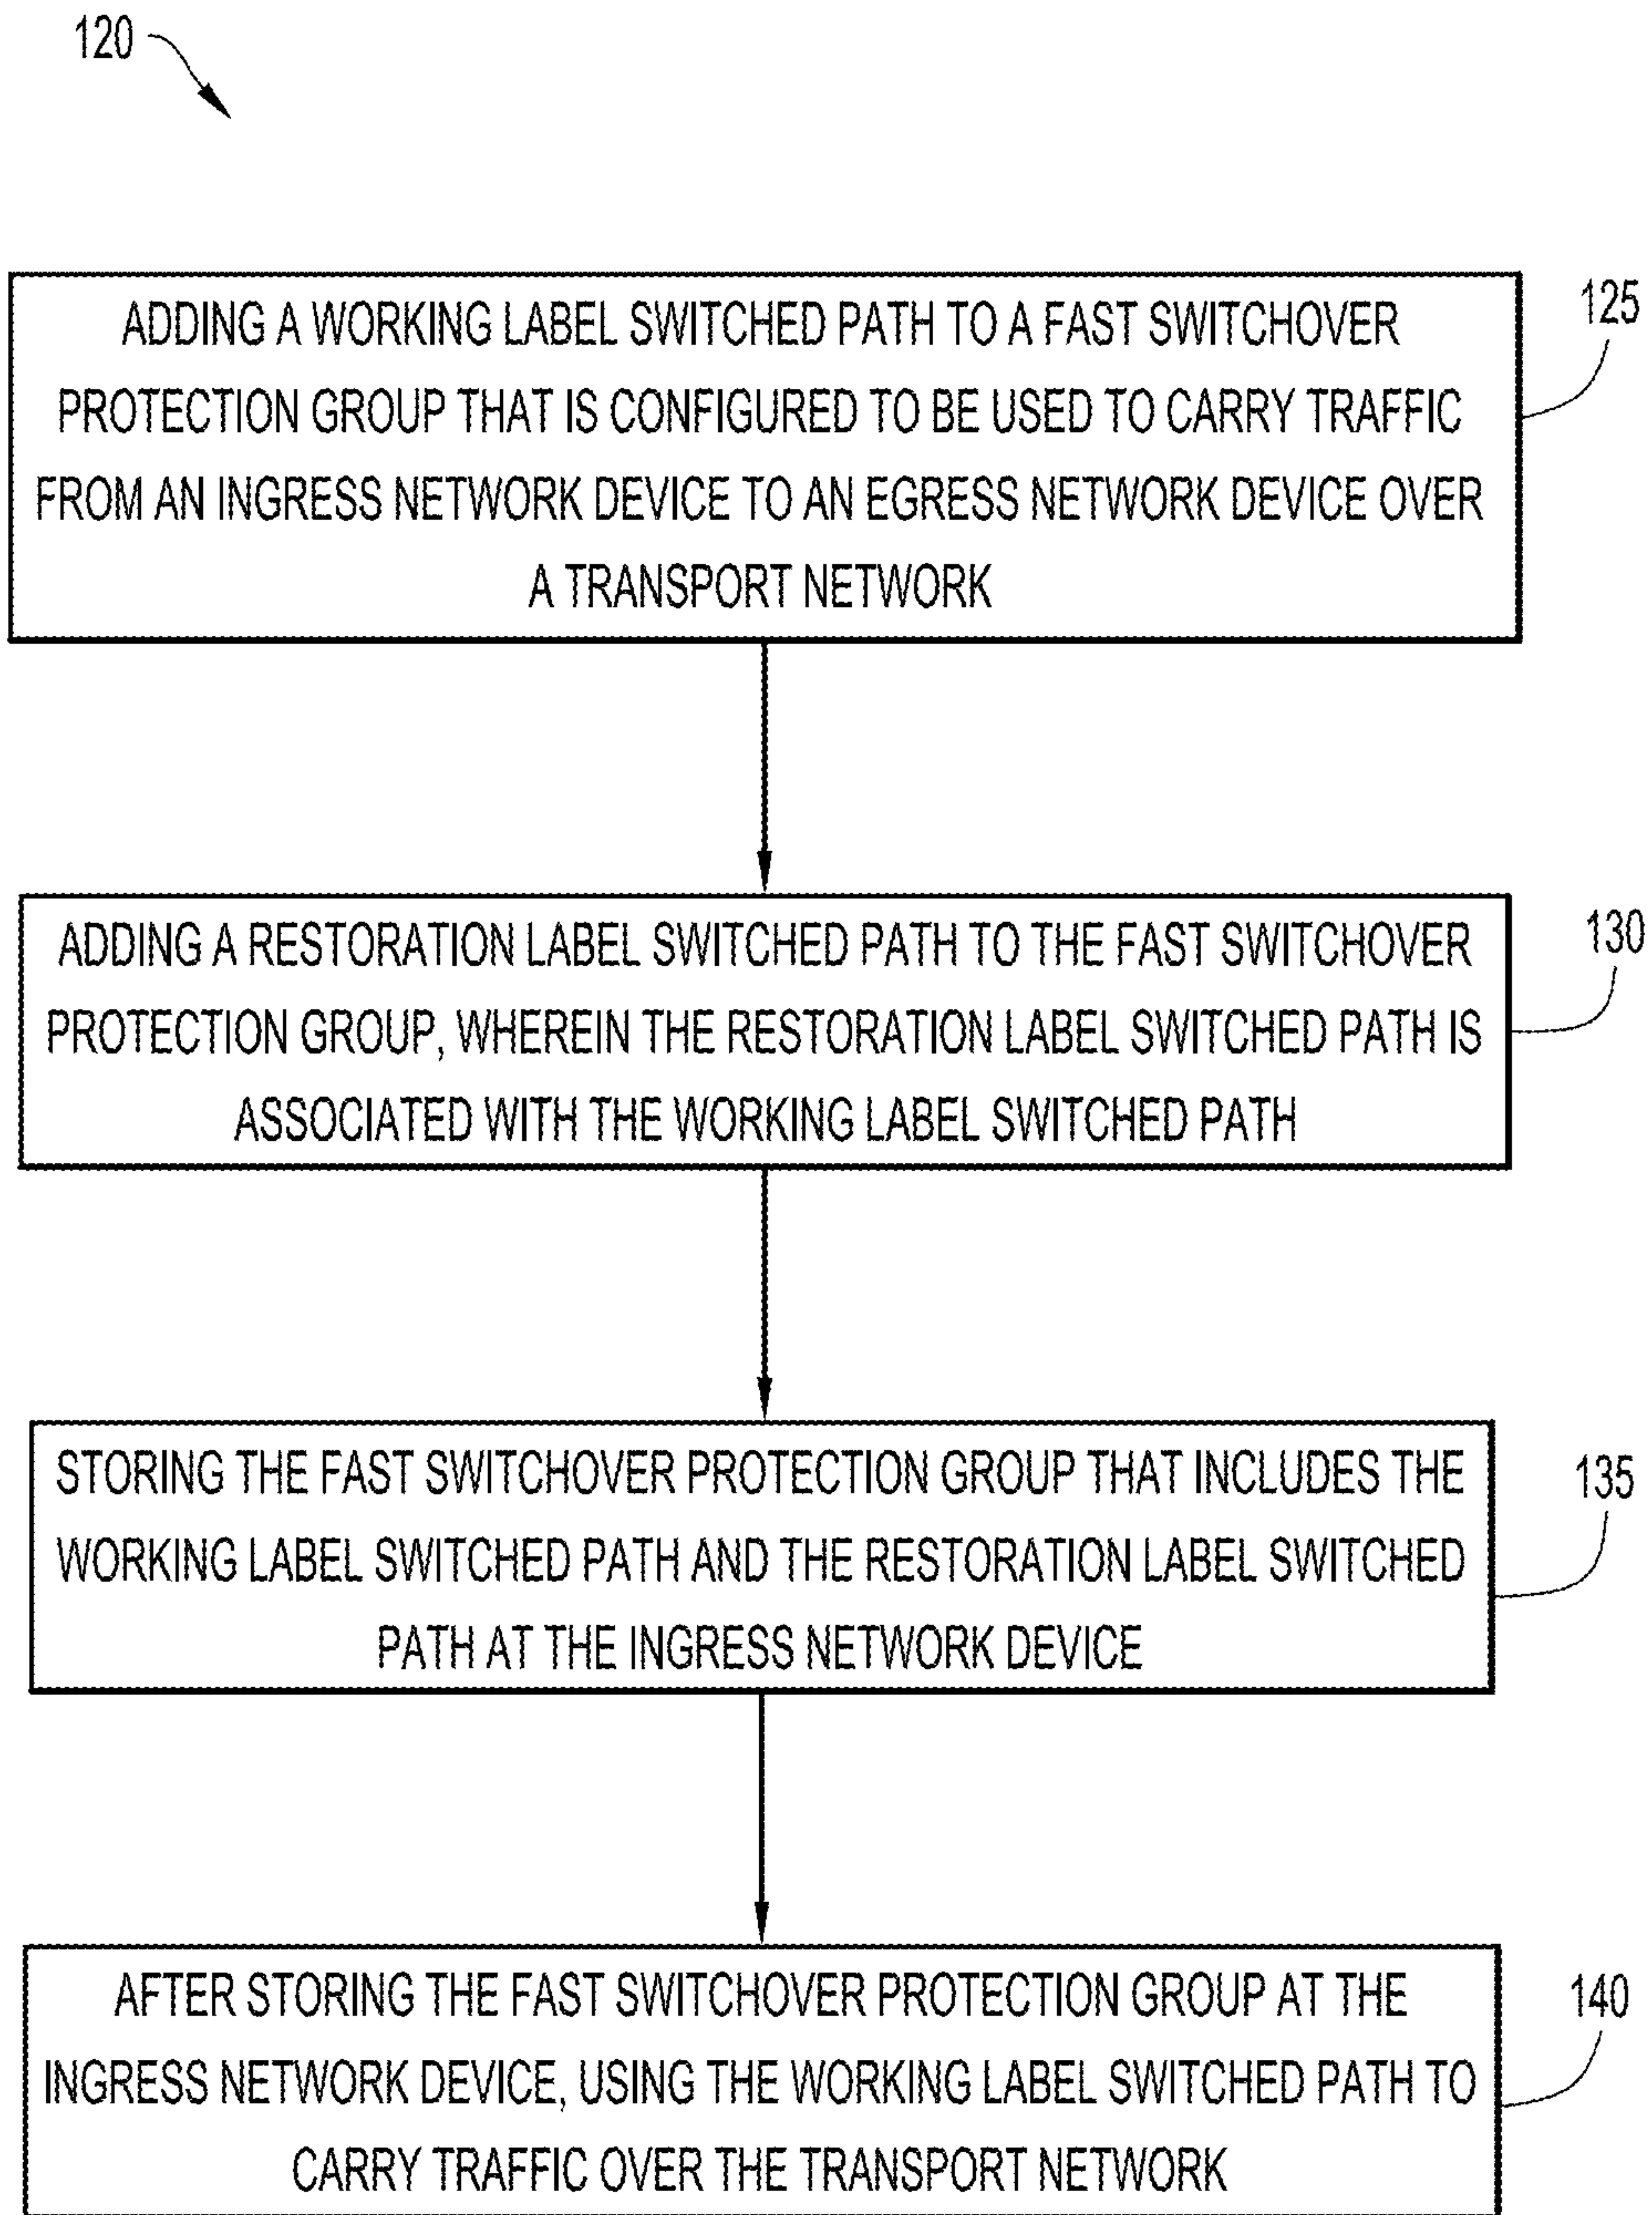 120
ADDING A WORKING LABEL SWITCHED PATH TO A FAST SWITCHOVER
PROTECTION GROUP THAT IS CONFIGURED TO BE USED TO CARRY TRAFFIC
FROM AN INGRESS NETWORK DEVICE TO AN EGRESS NETWORK DEVICE OVER
A TRANSPORT NETWORK
125
ADDING A RESTORATION LABEL SWITCHED PATH TO THE FAST SWITCHOVER
PROTECTION GROUP, WHEREIN THE RESTORATION LABEL SWITCHED PATH IS
ASSOCIATED WITH THE WORKING LABEL SWITCHED PATH
130
STORING THE FAST SWITCHOVER PROTECTION GROUP THAT INCLUDES THE
WORKING LABEL SWITCHED PATH AND THE RESTORATION LABEL SWITCHED
PATH AT THE INGRESS NETWORK DEVICE
135
AFTER STORING THE FAST SWITCHOVER PROTECTION GROUP AT THE
INGRESS NETWORK DEVICE, USING THE WORKING LABEL SWITCHED PATH TO
CARRY TRAFFIC OVER THE TRANSPORT NETWORK
140